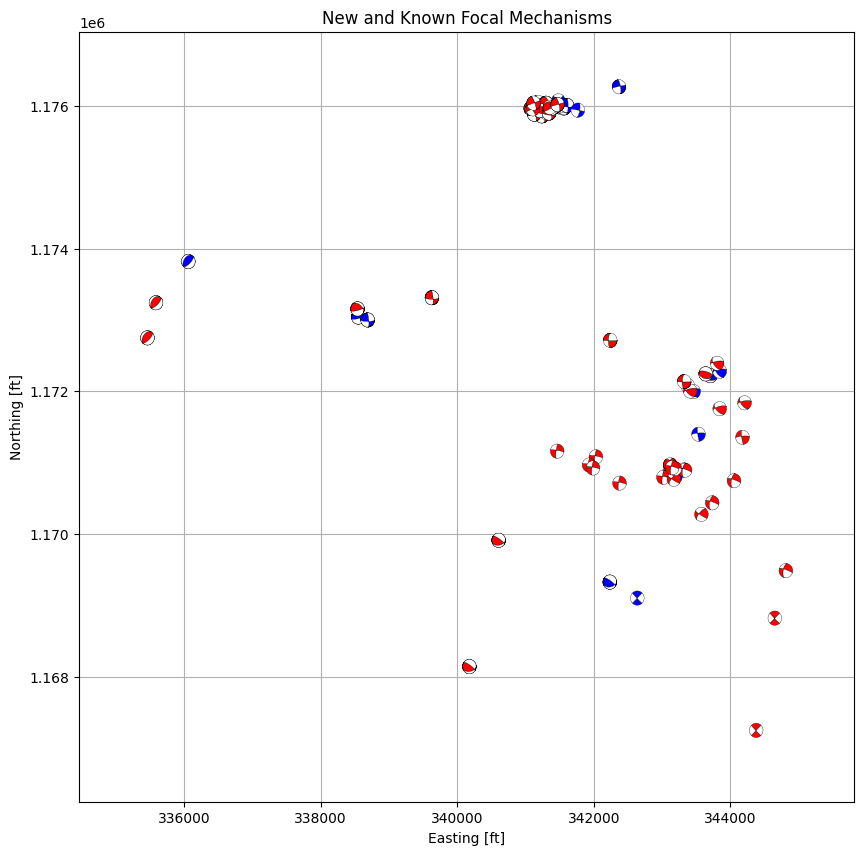 New and Known Focal Mechanisms
1e6
1.176
1.174
1.172
1.170
1.168
Northing [ft]
336000 338000 340000 342000 344000
Easting [ft]